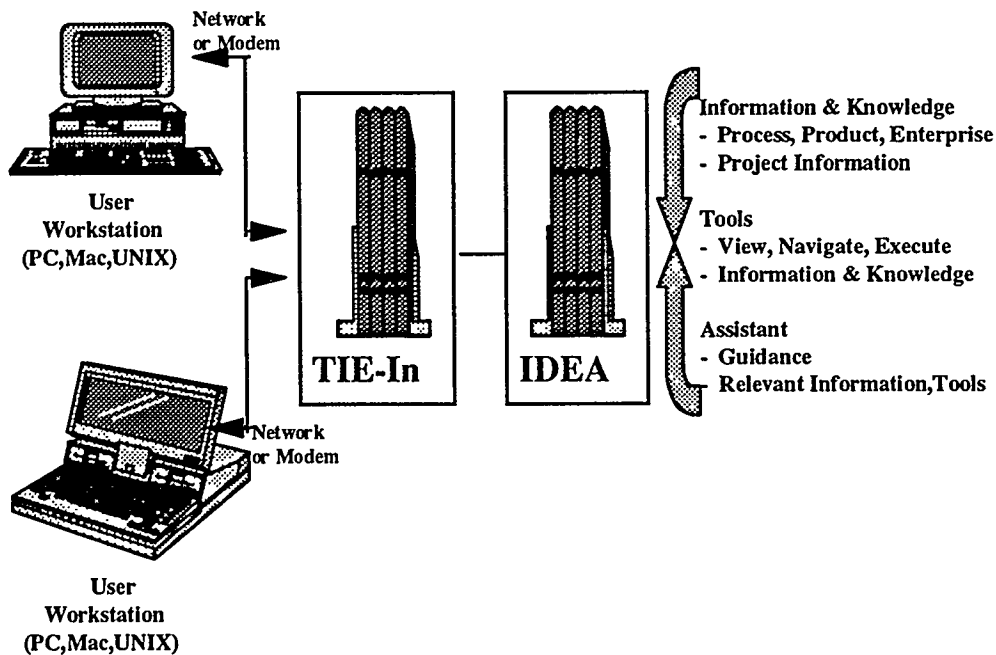 Network
or Modem
User
Workstation
(PC,Mac,UNIX)
TIE-In
IDEA
Information & Knowledge
- Process, Product, Enterprise
- Project Information
Tools
- View, Navigate, Execute
- Information & Knowledge
Assistant
- Guidance
- Relevant Information,Tools
Network
or Modem
User
Workstation
(PC,Mac,UNIX)